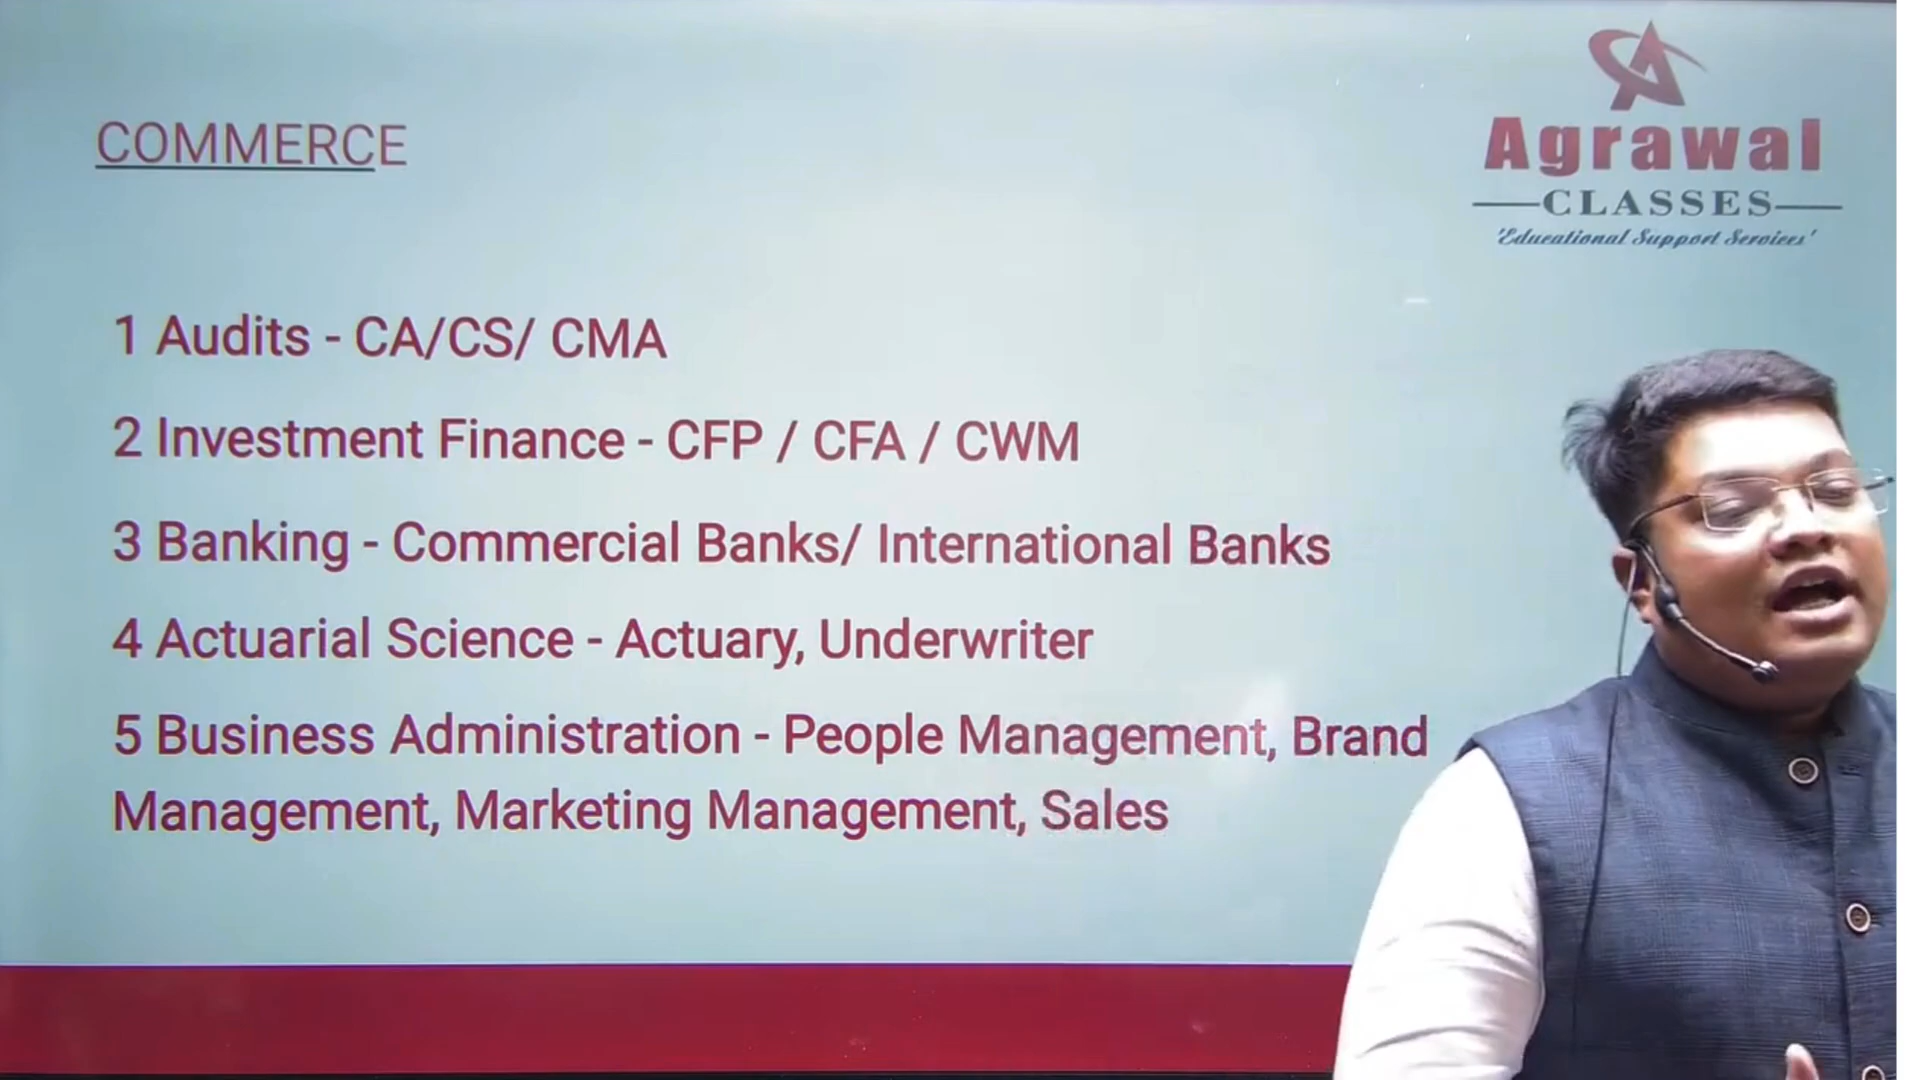 COMMERCE
Agrawal
CLASSES
'Educational Support Services'
1 Audits - CA/CS/ CMA
2 Investment Finance - CFP / CFA / CWM
3 Banking - Commercial Banks/ International Banks
4 Actuarial Science - Actuary, Underwriter
5 Business Administration - People Management, Brand
Management, Marketing Management, Sales